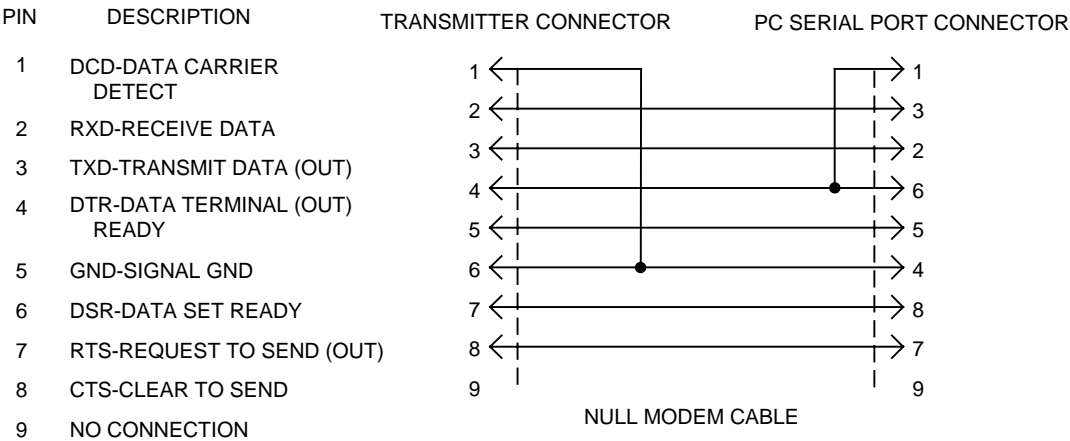 PIN DESCRIPTION TRANSMITTER CONNECTOR PC SERIAL PORT CONNECTOR
1 DCD-DATA CARRIER
DETECT
2 RXD-RECEIVE DATA
3 TXD-TRANSMIT DATA (OUT)
4 DTR-DATA TERMINAL (OUT)
READY
5 GND-SIGNAL GND
6 DSR-DATA SET READY
7 RTS-REQUEST TO SEND (OUT)
8 CTS-CLEAR TO SEND
9 NO CONNECTION
1 1
2 3
3 2
4 6
5 5
6 4
7 8
8 7
9 9
NULL MODEM CABLE